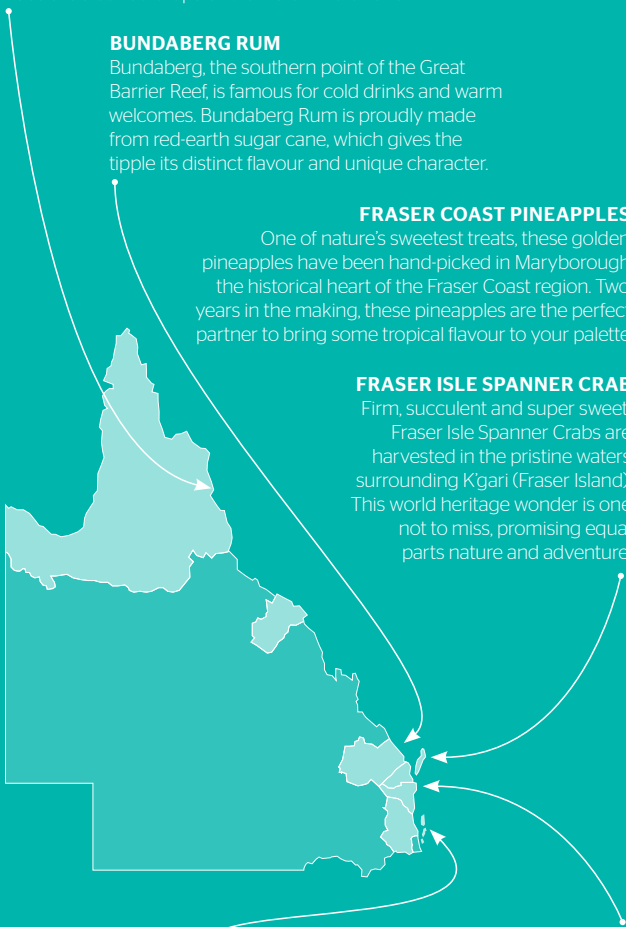 BUNDABERG RUM
Bundaberg, the southern point of the Great
Barrier Reef, is famous for cold drinks and warm
welcomes. Bundaberg Rum is proudly made
from red-earth sugar cane, which gives the
tipple its distinct flavour and unique character.
FRASER COAST PINEAPPLES
One of nature's sweetest treats, these golden
pineapples have been hand-picked in Maryborough
the historical heart of the Fraser Coast region. Two
years in the making, these pineapples are the perfect
partner to bring some tropical flavour to your palette
FRASER ISLE SPANNER CRAB
Firm, succulent and super sweet
Fraser Isle Spanner Crabs are
harvested in the pristine waters
surrounding K'gari (Fraser Island)
This world heritage wonder is one
not to miss, promising equa
parts nature and adventure